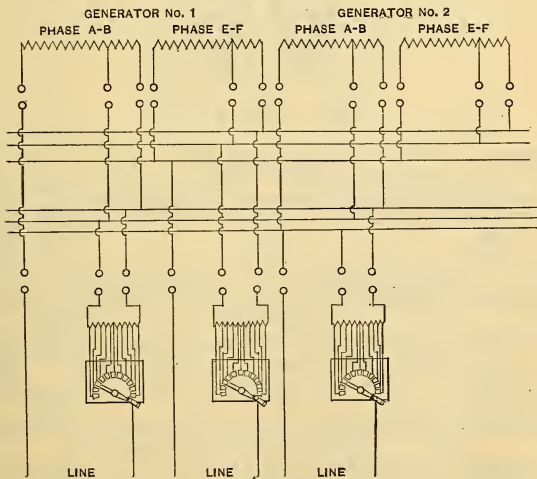 GENERATOR No. 1 GENERATOR No. 2
PHASE A-B PHASE E-F PHASE A-B PHASE E-F
LINE LINE LINE